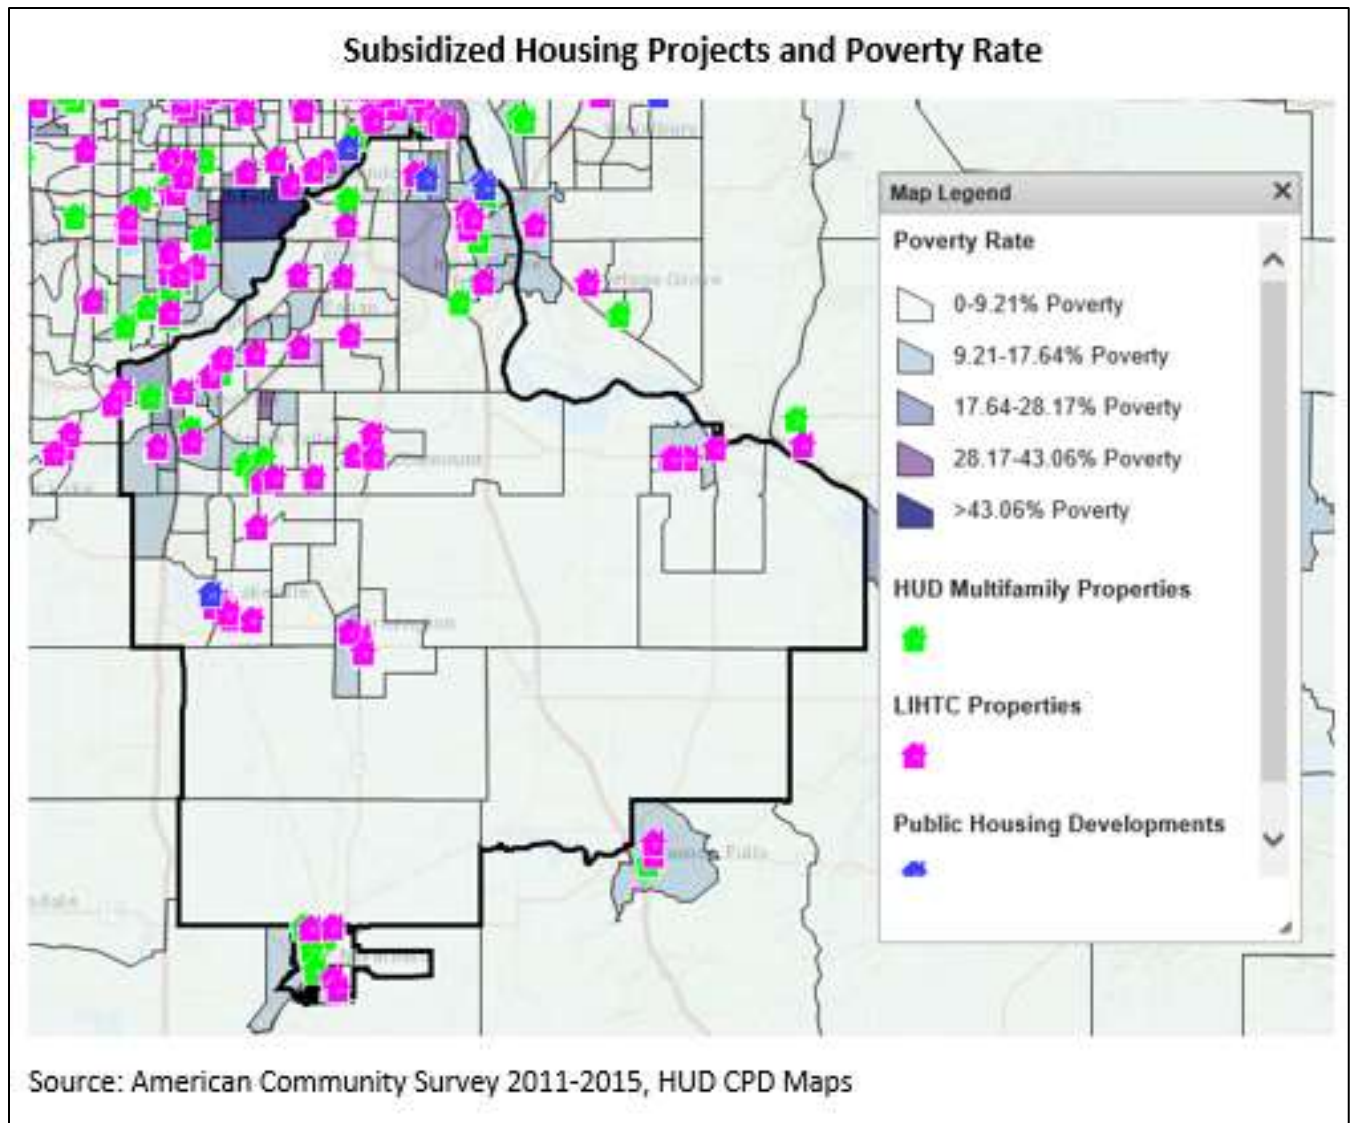 Subsidized Housing Projects and Poverty Rate
Map Legend
Poverty Rate
0-9.21% Poverty
9.21-17.64% Poverty
17.64-28.17% Poverty
28.17-43.06% Poverty
>43.06% Poverty
HUD Multifamily Properties
LIHTC Properties
Public Housing Developments
Source: American Community Survey 2011-2015, HUD CPD Maps